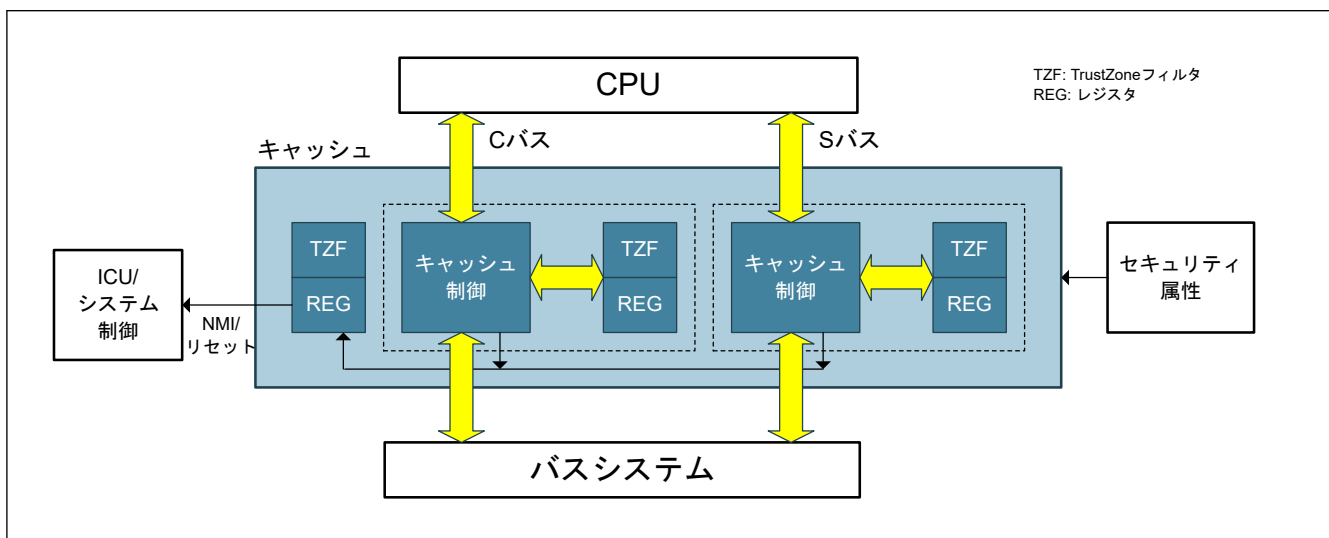 CPU
TZF: TrustZoneフィルタ
REG: レジスタ
Cバス
Sバス
キャッシュ
TZF
REG
キャッシュ
制御
TZF
REG
キャッシュ
制御
TZF
REG
ICU/
システム
制御
NMI/
リセット
セキュリティ
属性
バスシステム